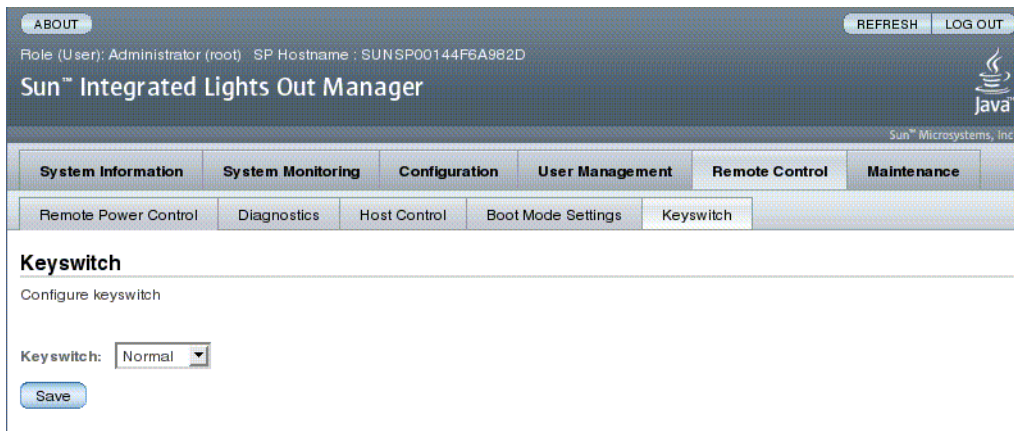 ABOUT REFRESH LOG OUT
Role (User): Administrator (root) SP Hostname : SUNSP00144F6A982D
Sun™ Integrated Lights Out Manager
Java™
Sun™ Microsystems, Inc
System Information System Monitoring Configuration User Management Remote Control Maintenance
Remote Power Control Diagnostics Host Control Boot Mode Settings Keyswitch
Keyswitch
Configure keyswitch
Keyswitch: Normal
Save